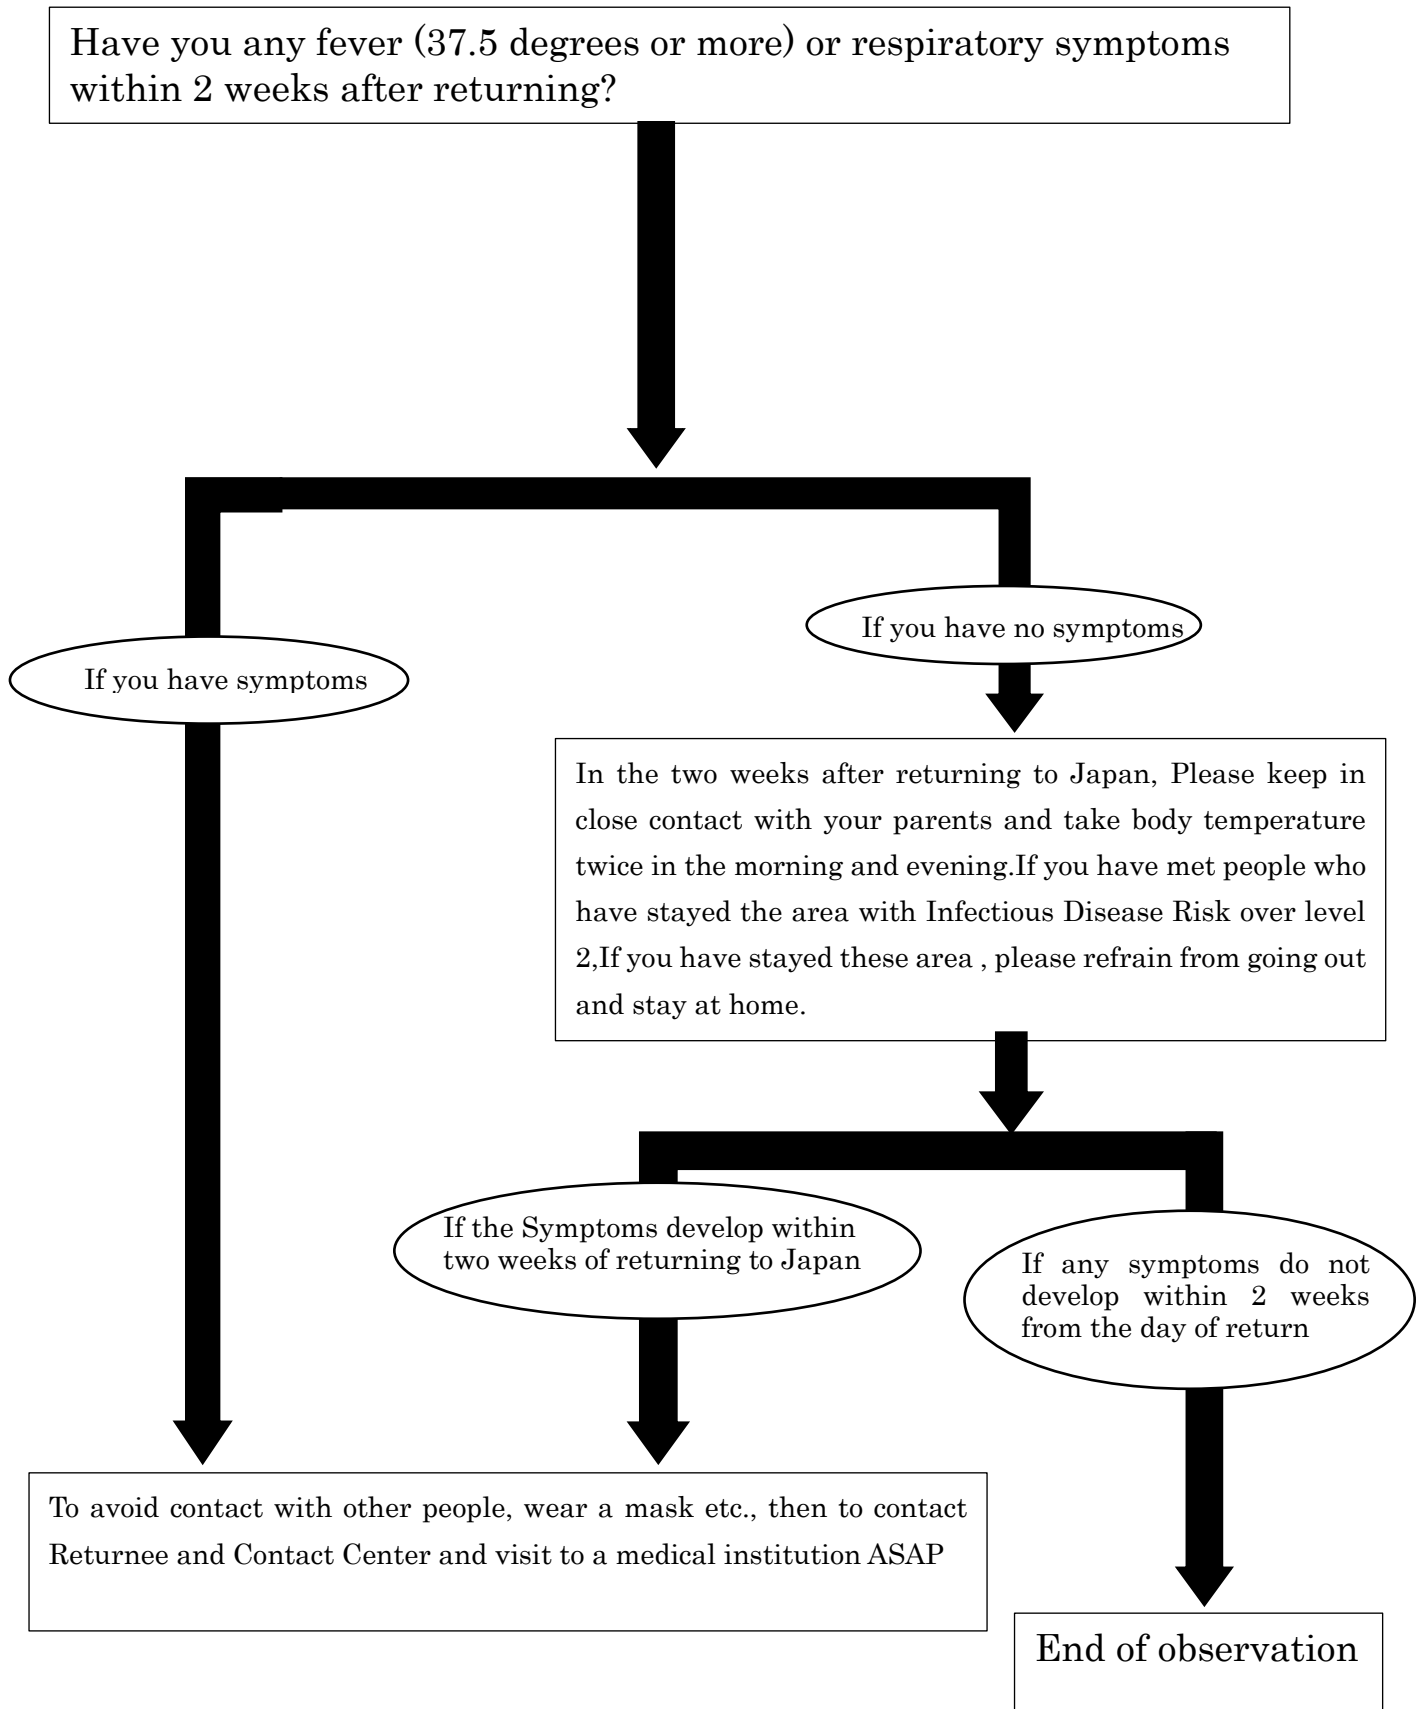 Have you any fever (37.5 degrees or more) or respiratory symptoms
within 2 weeks after returning?
If you have no symptoms
If you have symptoms
In the two weeks after returning to Japan, Please keep in
close contact with your parents and take body temperature
twice in the morning and evening.If you have met people who
have stayed the area with Infectious Disease Risk over level
2,If you have stayed these area , please refrain from going out
and stay at home.
If the Symptoms develop within
two weeks of returning to Japan
If any symptoms do not
develop within 2 weeks
from the day of return
To avoid contact with other people, wear a mask etc., then to contact
Returnee and Contact Center and visit to a medical institution ASAP
End of observation